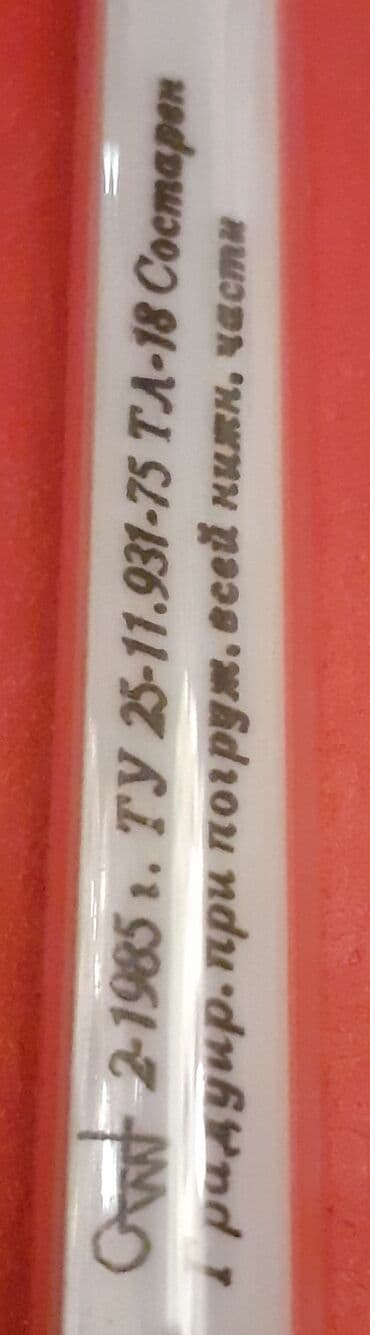 2-1985 г. ТУ 25-11.931-75 ТЛ-18 Состарен
Градуир. при погруж. всей нижн. части